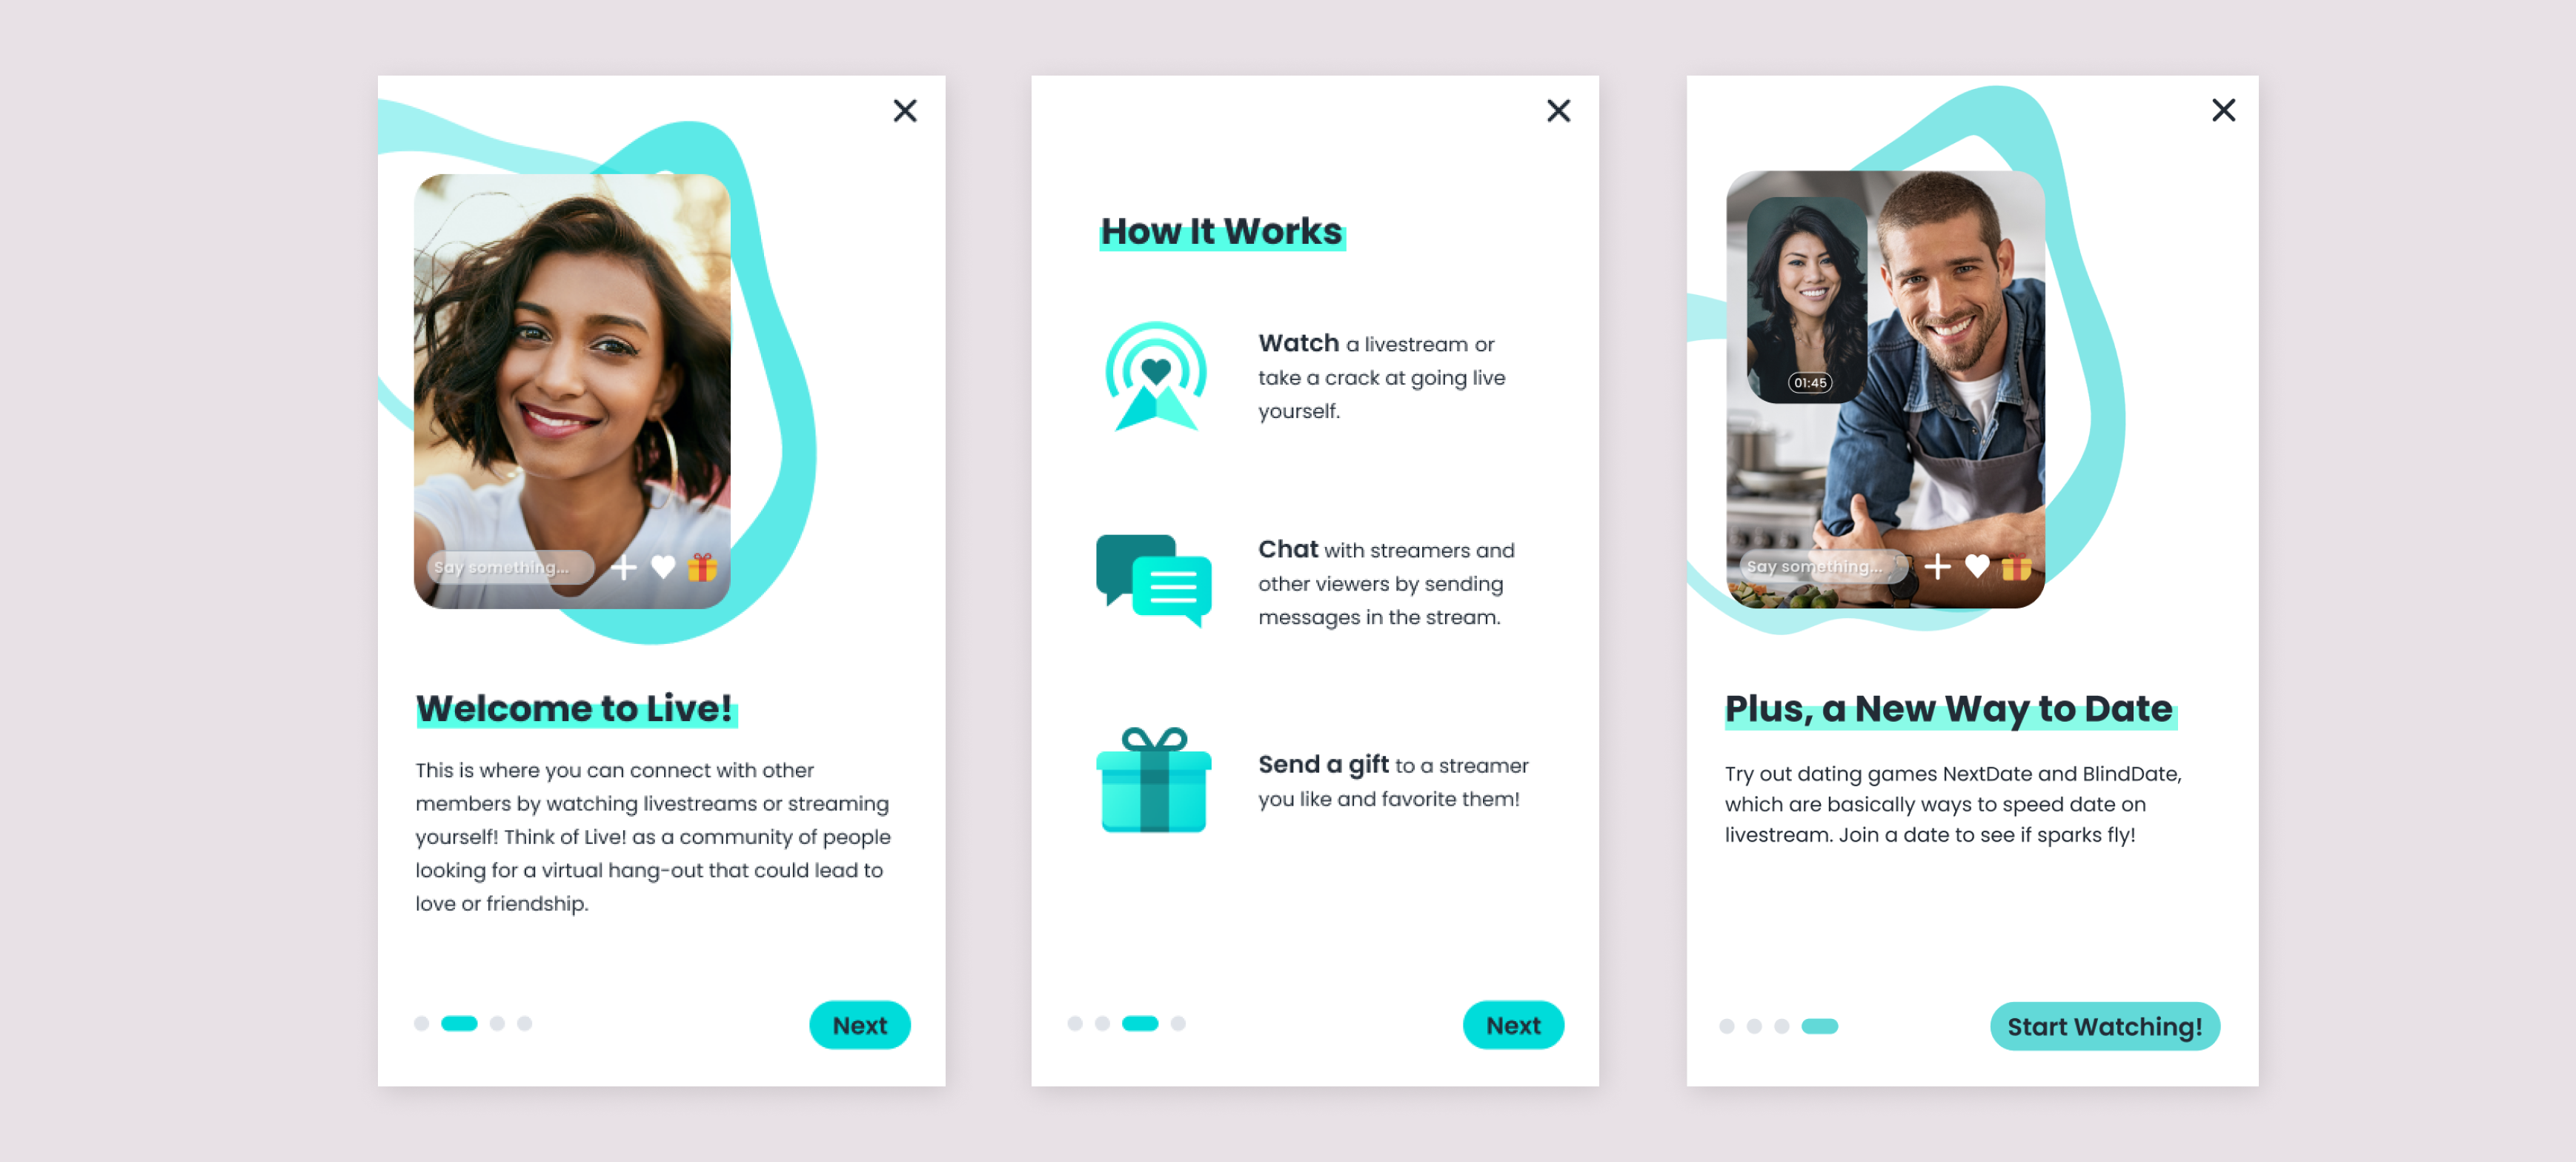 Say something...
Welcome to Live!
This is where you can connect with other
members by watching livestreams or streaming
yourself! Think of Live! as a community of people
looking for a virtual hang-out that could lead to
love or friendship.
Next
How It Works
Watch a livestream or
take a crack at going live
yourself.
Chat with streamers and
other viewers by sending
messages in the stream.
Send a gift to a streamer
you like and favorite them!
Next
01:45
Say something...
Plus, a New Way to Date
Try out dating games NextDate and BlindDate,
which are basically ways to speed date on
livestream. Join a date to see if sparks fly!
Start Watching!